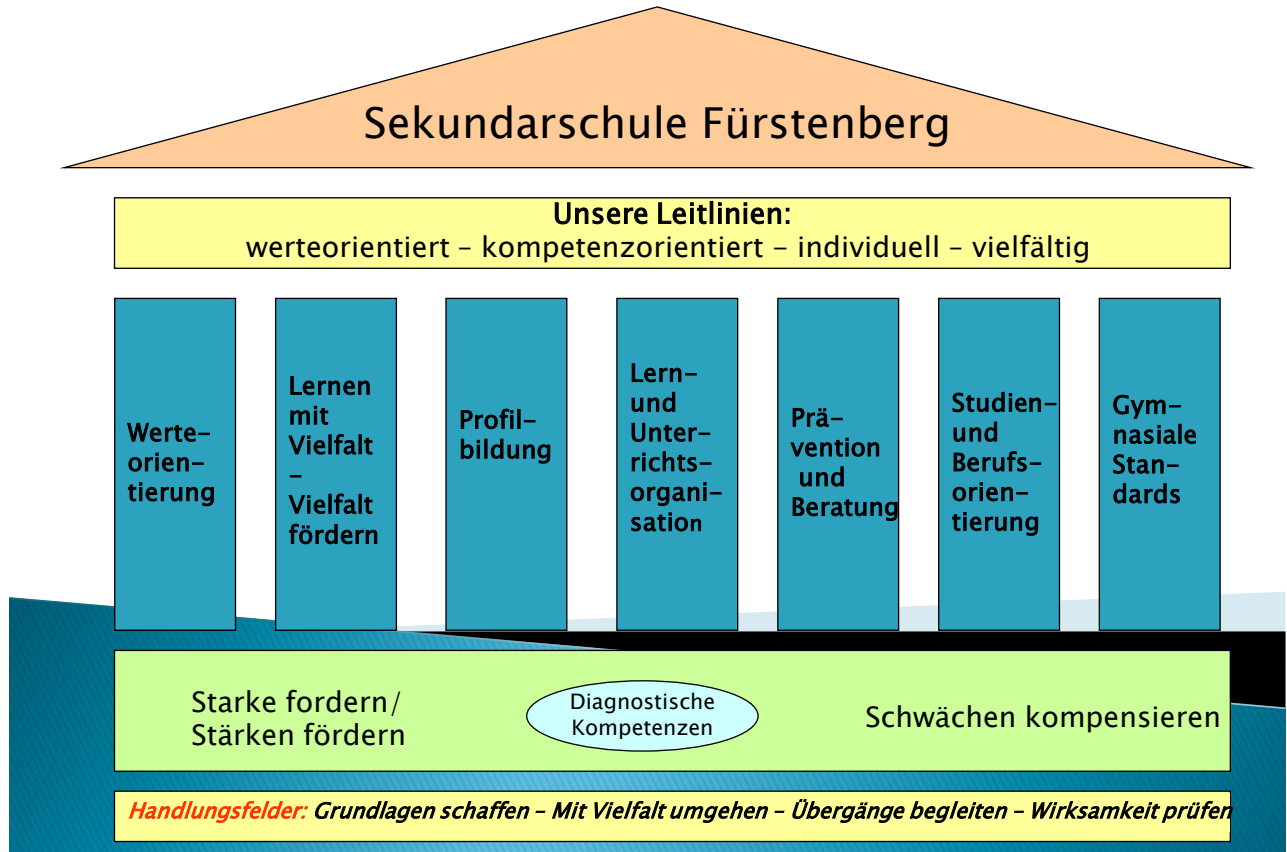 Sekundarschule Fürstenberg
Unsere Leitlinien:
werteorientiert – kompetenzorientiert – individuell – vielfältig
Werte-
orien-
tierung
Lernen
mit
Vielfalt
–
Vielfalt
fördern
Profil-
bildung
Lern-
und
Unter-
richts-
organi-
sation
Prä-
vention
und
Beratung
Studien-
und
Berufs-
orien-
tierung
Gym-
nasiale
Stan-
dards
Starke fordern/
Stärken fördern
Diagnostische
Kompetenzen
Schwächen kompensieren
Handlungsfelder: Grundlagen schaffen – Mit Vielfalt umgehen – Übergänge begleiten – Wirksamkeit prüfen